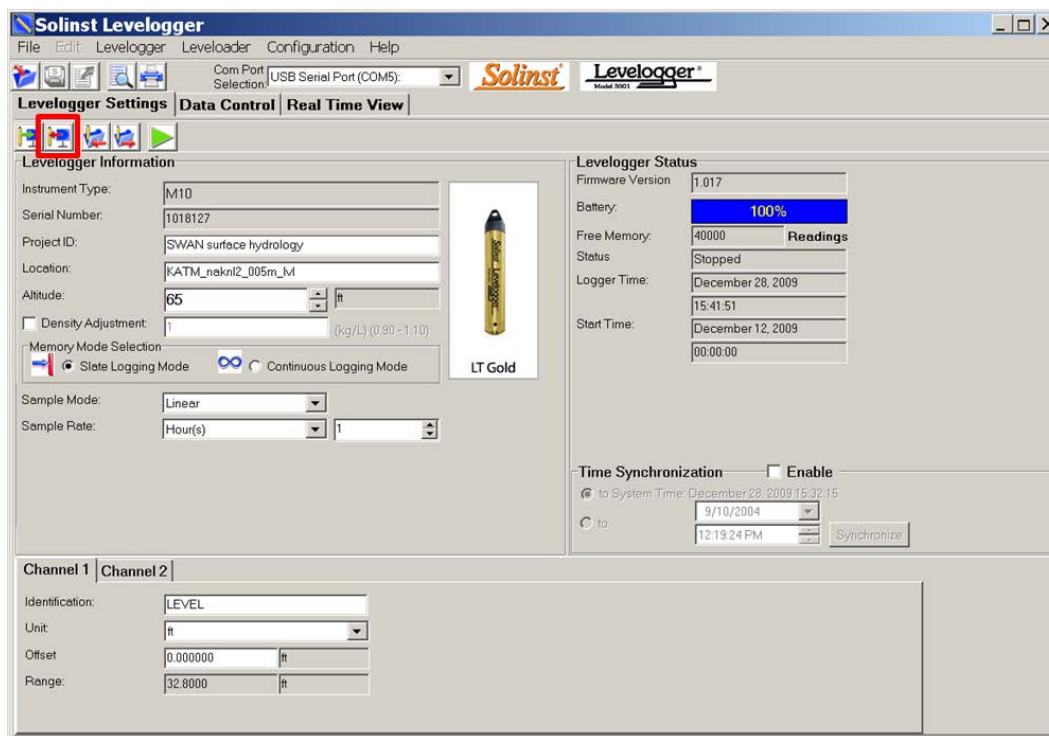 Solinst Levelogger
File Edit Levelogger Leveloader Configuration Help
Com Port Selection: USB Serial Port (COM5):
Solinst
Levelogger
Model 3001
Levelogger Settings Data Control Real Time View
Levelogger Information
Instrument Type: M10
Serial Number: 1018127
Project ID: SWAN surface hydrology
Location: KATM_naknl2_005m_lvl
Altitude: 65 ft
Density Adjustment: 1 (kg/L) (0.90 - 1.10)
Memory Mode Selection
Slate Logging Mode Continuous Logging Mode
Sample Mode: Linear
Sample Rate: Hour(s) 1
Solinst Levelogger
LT Gold
Levelogger Status
Firmware Version 1.017
Battery: 100%
Free Memory: 40000 Readings
Status Stopped
Logger Time: December 28, 2009
15:41:51
Start Time: December 12, 2009
00:00:00
Time Synchronization Enable
to System Time: December 28, 2009 15:32:15
to 9/10/2004
12:19:24 PM Synchronize
Channel 1 Channel 2
Identification: LEVEL
Unit: ft
Offset 0.000000 ft
Range: 32.8000 ft